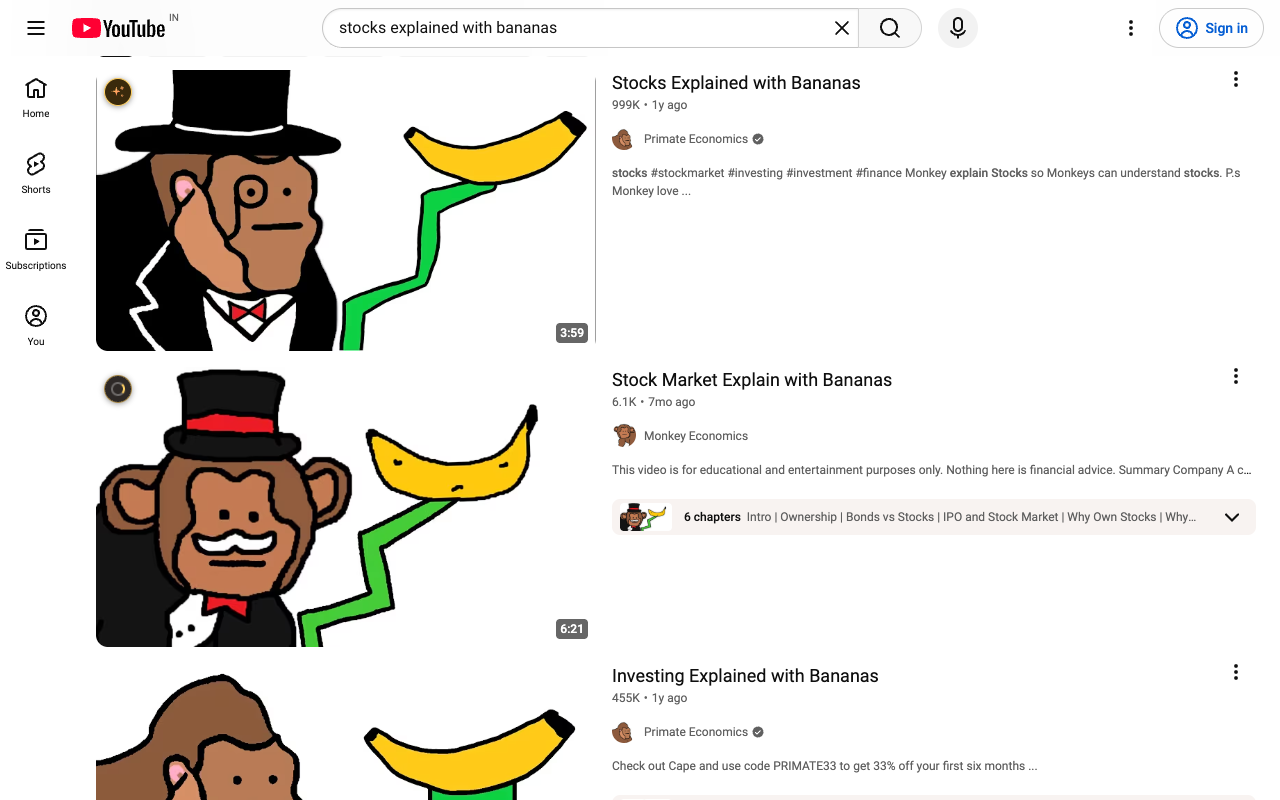 YouTube IN
stocks explained with bananas
Sign in
Home
Shorts
Subscriptions
You
3:59
Stocks Explained with Bananas
999K • 1y ago
Primate Economics
stocks #stockmarket #investing #investment #finance Monkey explain Stocks so Monkeys can understand stocks. P.s
Monkey love ...
6:21
Stock Market Explain with Bananas
6.1K • 7mo ago
Monkey Economics
This video is for educational and entertainment purposes only. Nothing here is financial advice. Summary Company A c...
6 chapters Intro | Ownership | Bonds vs Stocks | IPO and Stock Market | Why Own Stocks | Why...
Investing Explained with Bananas
455K • 1y ago
Primate Economics
Check out Cape and use code PRIMATE33 to get 33% off your first six months ...